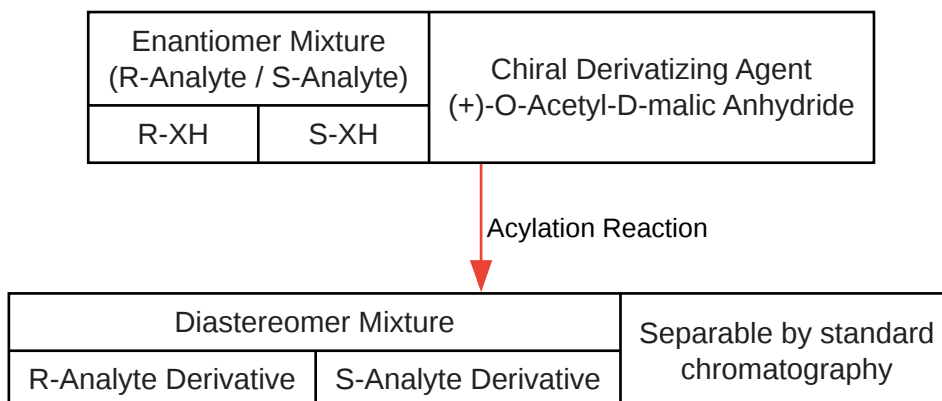 Enantiomer Mixture
(R-Analyte / S-Analyte)
R-XH
S-XH
Chiral Derivatizing Agent
(+)-O-Acetyl-D-malic Anhydride
Acylation Reaction
Diastereomer Mixture
R-Analyte Derivative
S-Analyte Derivative
Separable by standard
chromatography